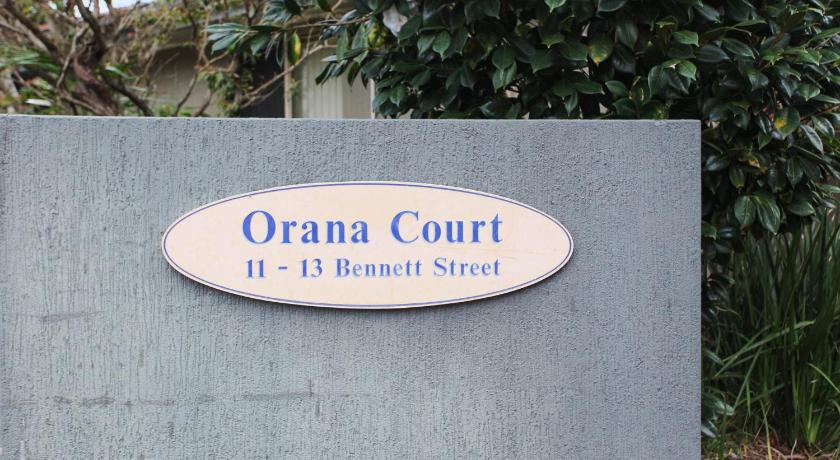 Orana Court
11 - 13 Bennett Street